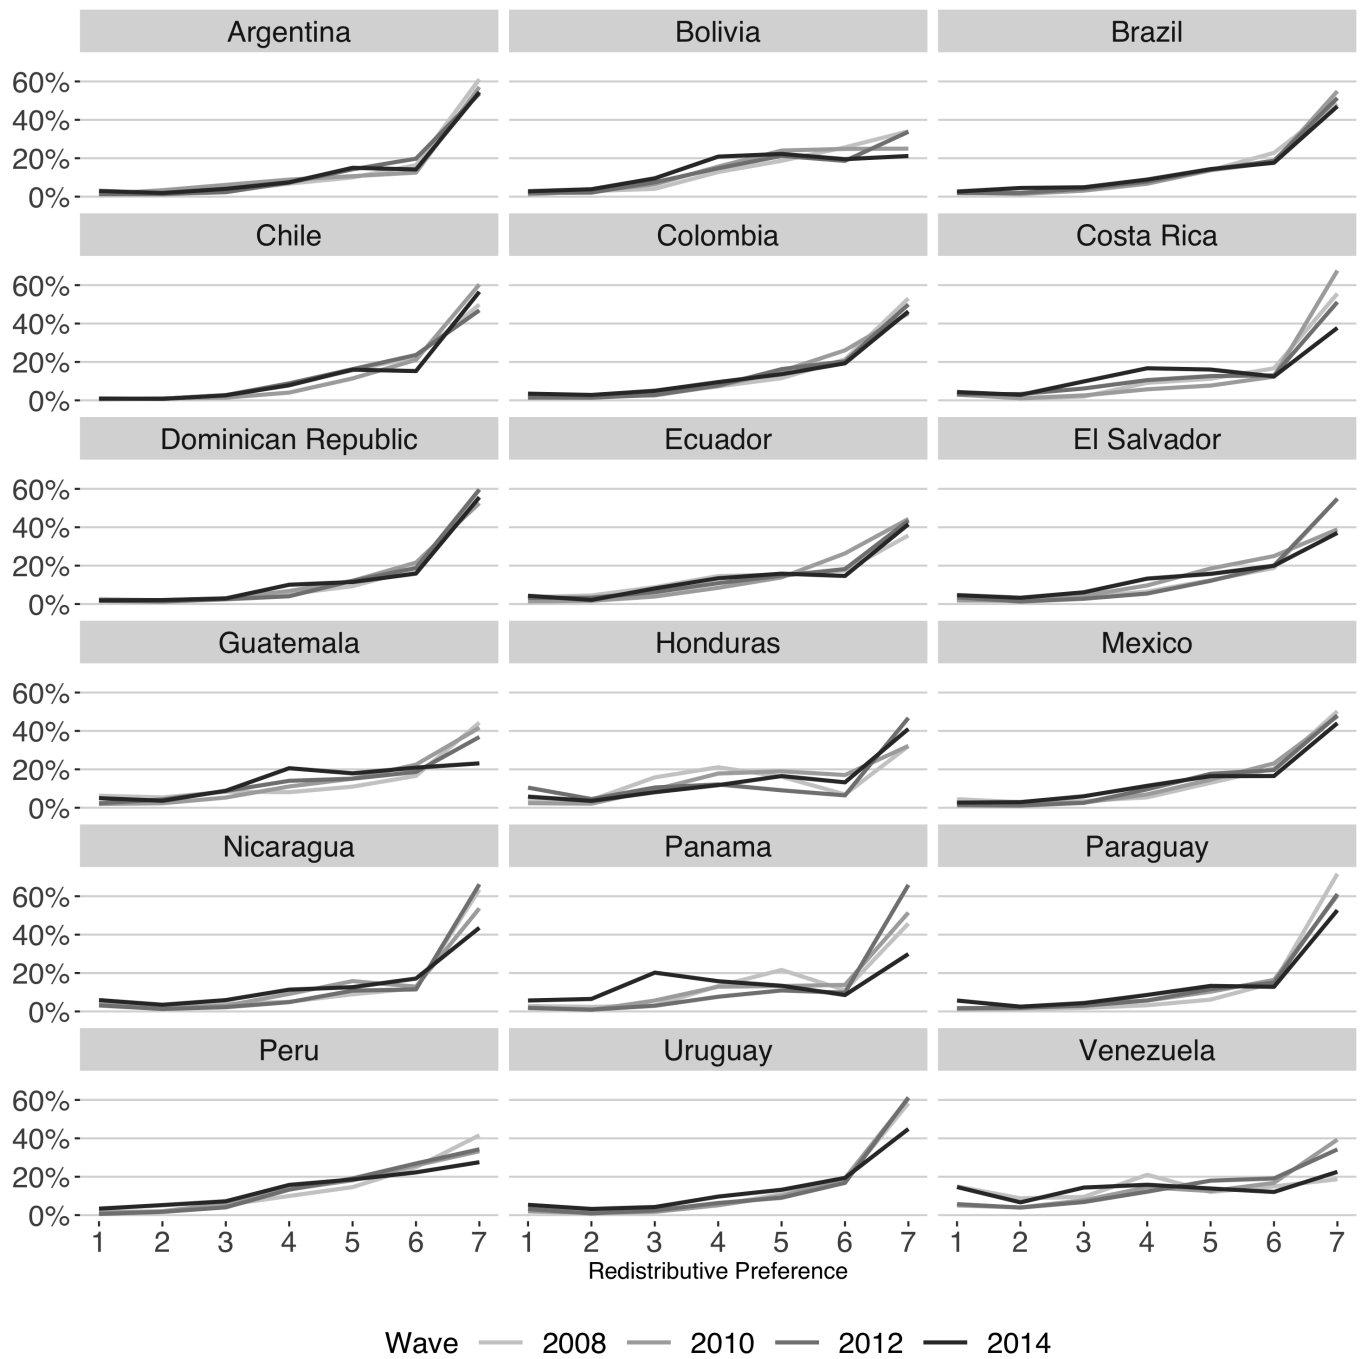 Argentina Bolivia Brazil
60%
40%
20%
0%
Chile Colombia Costa Rica
60%
40%
20%
0%
Dominican Republic Ecuador El Salvador
60%
40%
20%
0%
Guatemala Honduras Mexico
60%
40%
20%
0%
Nicaragua Panama Paraguay
60%
40%
20%
0%
Peru Uruguay Venezuela
60%
40%
20%
0%
1 2 3 4 5 6 7 1 2 3 4 5 6 7 1 2 3 4 5 6 7
Redistributive Preference
Wave 2008 2010 2012 2014